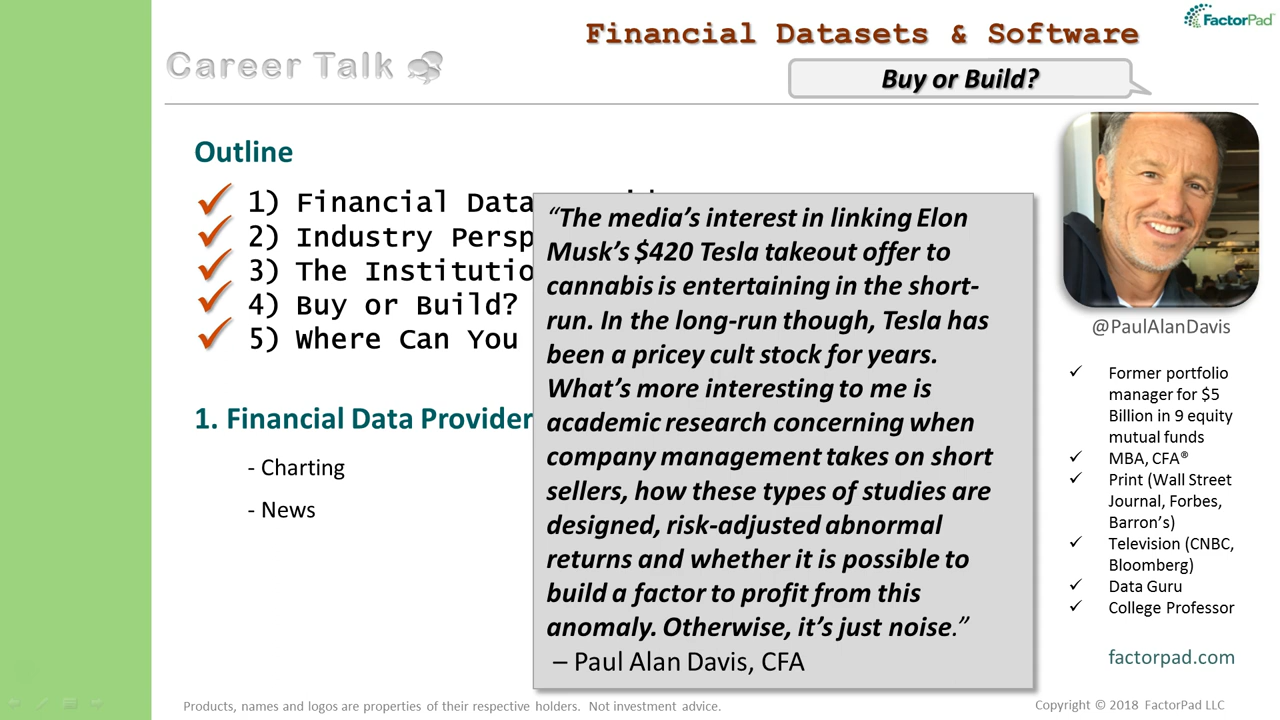 Financial Datasets & Software
FactorPad
Career Talk
Buy or Build?
Outline
1) Financial Data
2) Industry Persp
3) The Institutio
4) Buy or Build?
5) Where Can You
1. Financial Data Provider
- Charting
- News
“The media’s interest in linking Elon
Musk’s $420 Tesla takeout offer to
cannabis is entertaining in the short-
run. In the long-run though, Tesla has
been a pricey cult stock for years.
What’s more interesting to me is
academic research concerning when
company management takes on short
sellers, how these types of studies are
designed, risk-adjusted abnormal
returns and whether it is possible to
build a factor to profit from this
anomaly. Otherwise, it’s just noise.”
– Paul Alan Davis, CFA
@PaulAlanDavis
✓ Former portfolio
manager for $5
Billion in 9 equity
mutual funds
✓ MBA, CFA®
✓ Print (Wall Street
Journal, Forbes,
Barron’s)
✓ Television (CNBC,
Bloomberg)
✓ Data Guru
✓ College Professor
factorpad.com
Products, names and logos are properties of their respective holders. Not investment advice.
Copyright © 2018 FactorPad LLC